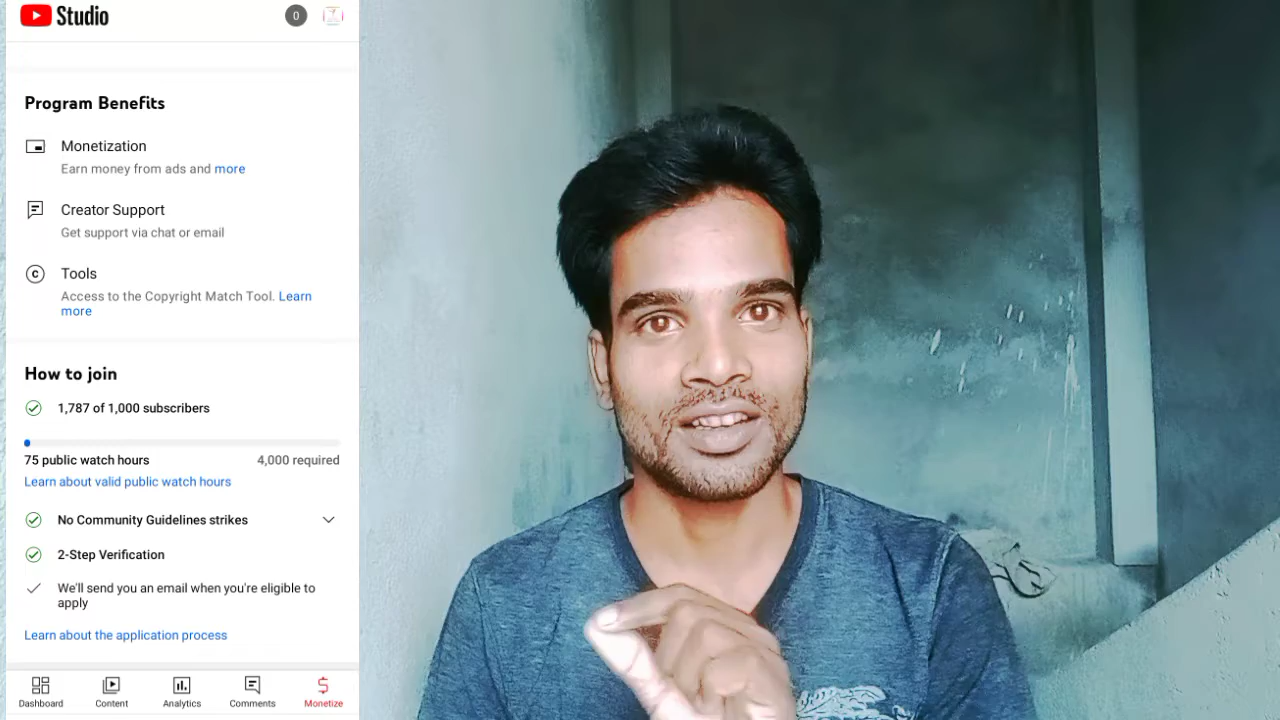 Studio
0
Program Benefits
Monetization
Earn money from ads and more
Creator Support
Get support via chat or email
Tools
Access to the Copyright Match Tool. Learn
more
How to join
1,787 of 1,000 subscribers
75 public watch hours 4,000 required
Learn about valid public watch hours
No Community Guidelines strikes
2-Step Verification
We'll send you an email when you're eligible to
apply
Learn about the application process
Dashboard Content Analytics Comments Monetize